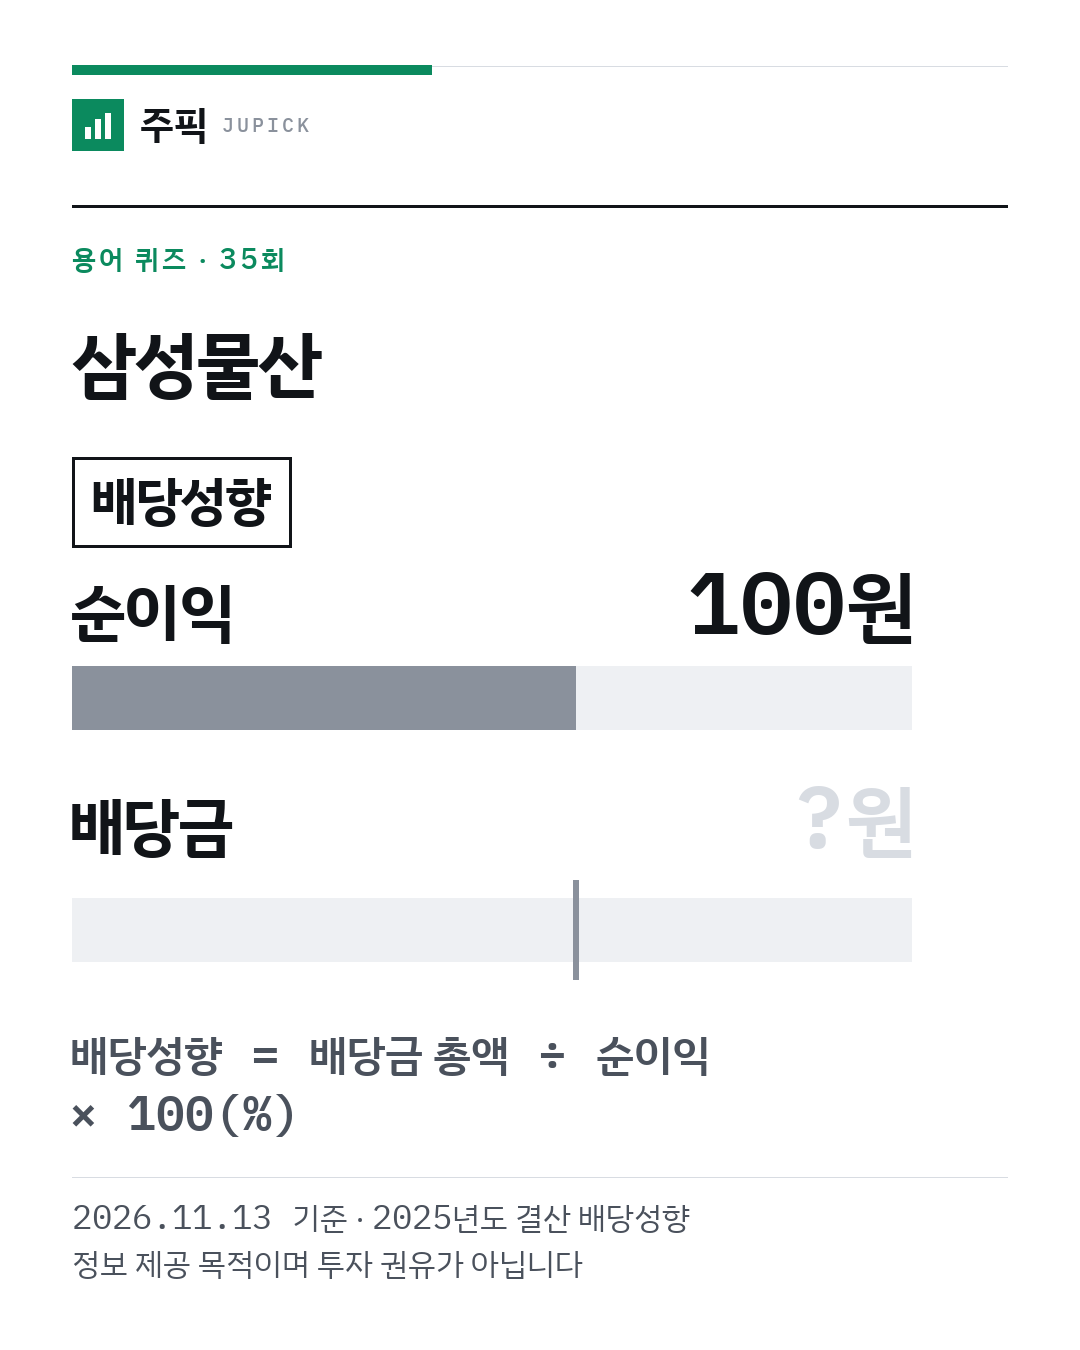 주픽 JUPICK
용어 퀴즈 · 35회
삼성물산
배당성향
순이익 100원
배당금 ?원
배당성향 = 배당금 총액 ÷ 순이익
× 100(%)
2026.11.13 기준 · 2025년도 결산 배당성향
정보 제공 목적이며 투자 권유가 아닙니다